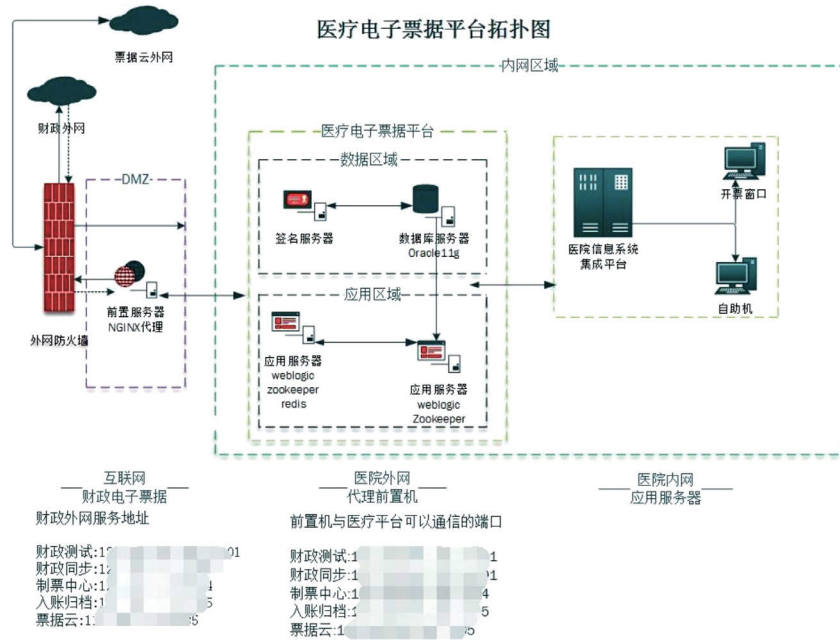 医疗电子票据平台拓扑图
票据云外网
内网区域
财政外网
医疗电子票据平台
数据区域
DMZ
签名服务器
数据库服务器
Oracle11g
开票窗口
医院信息系统
集成平台
自助机
前置服务器
NGINX代理
外网防火墙
应用区域
应用服务器
weblogic
zookeeper
redis
应用服务器
weblogic
Zookeeper
互联网
财政电子票据
医院外网
代理前置机
医院内网
应用服务器
财政外网服务地址
财政测试:
财政同步:
制票中心:
入账归档:
票据云:
前置机与医疗平台可以通信的端口
财政测试:
财政同步:
制票中心:
入账归档:
票据云: